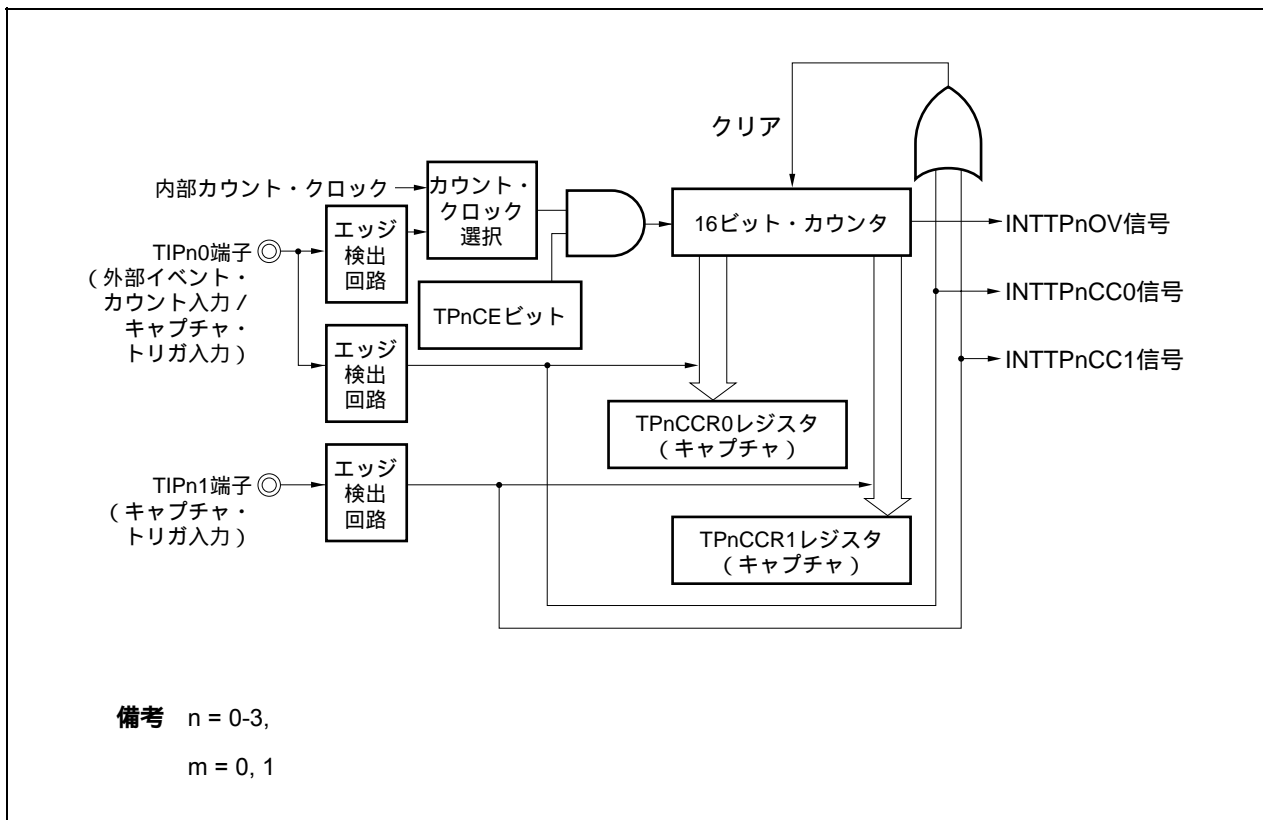 クリア
内部カウント・クロック
カウント・
クロック
選択
エッジ
検出
回路
TIPn0端子
（外部イベント・
カウント入力／
キャプチャ・
トリガ入力）
TPnCEビット
16ビット・カウンタ
INTTPnOV信号
INTTPnCC0信号
INTTPnCC1信号
エッジ
検出
回路
TPnCCR0レジスタ
（キャプチャ）
TIPn1端子
（キャプチャ・
トリガ入力）
エッジ
検出
回路
TPnCCR1レジスタ
（キャプチャ）
備考 n = 0-3,
m = 0, 1